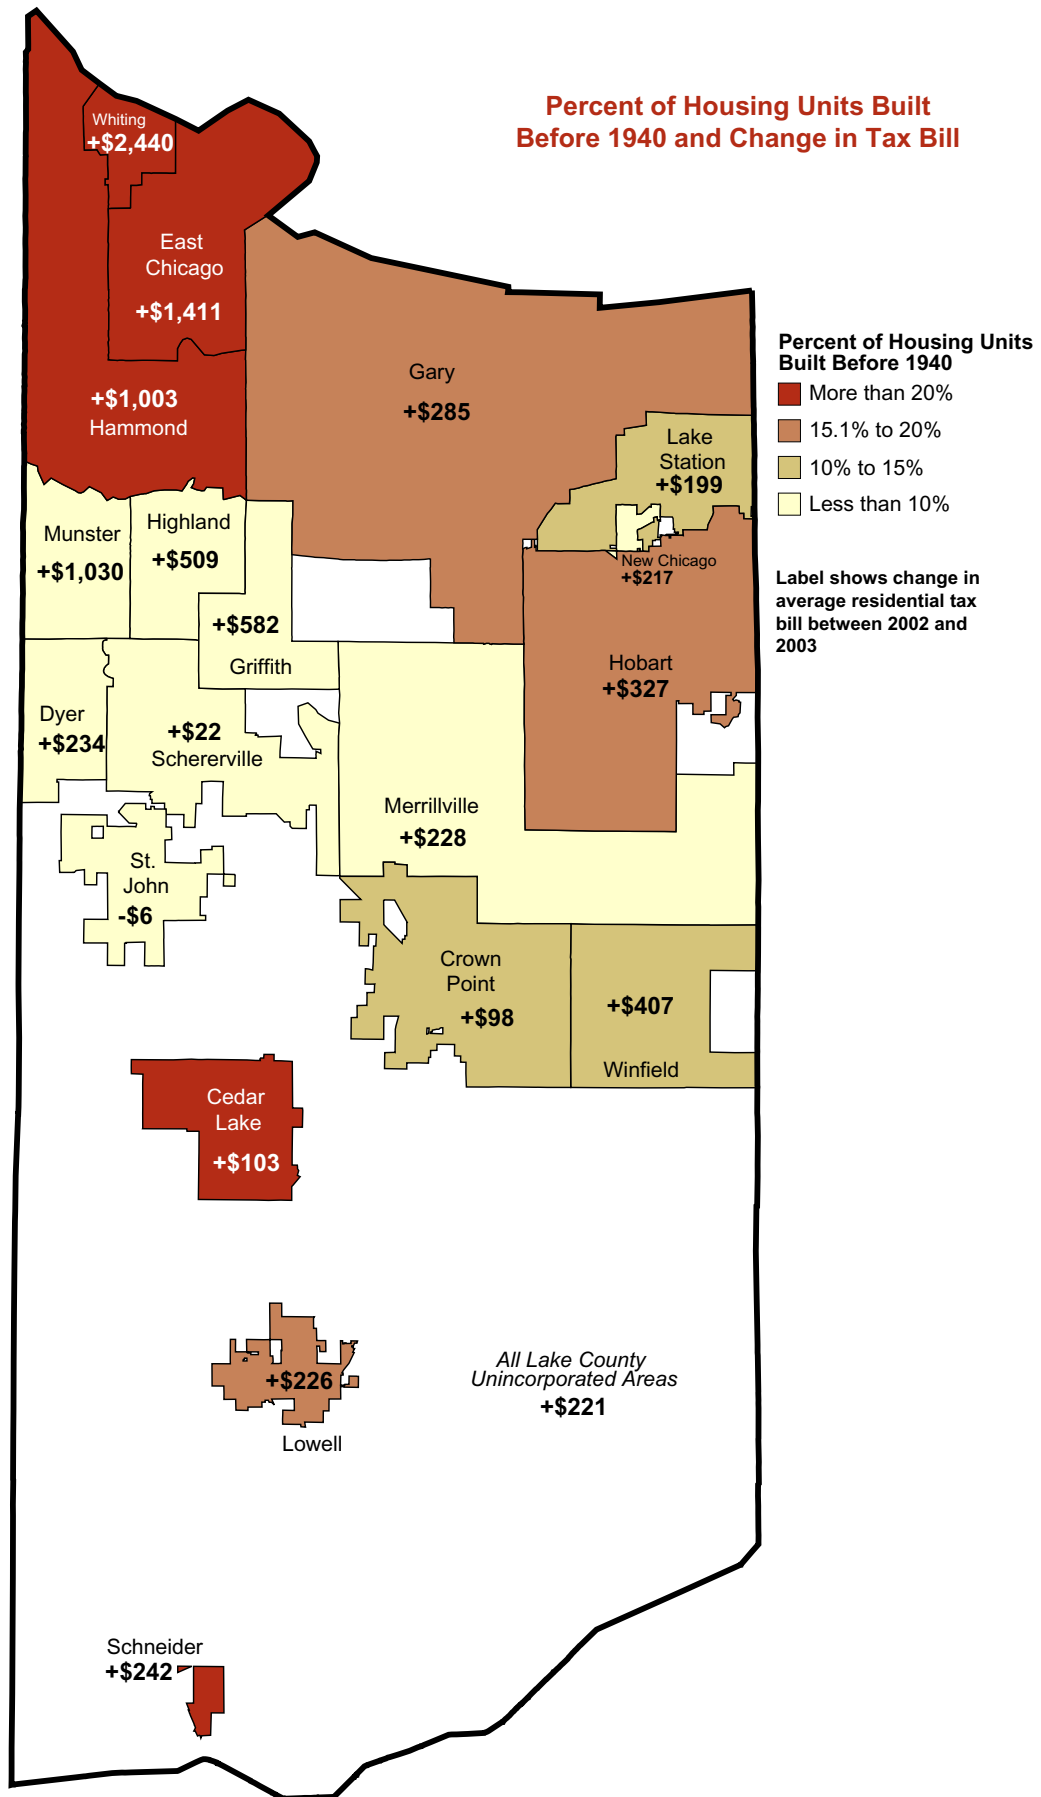 Percent of Housing Units Built
Before 1940 and Change in Tax Bill
Whiting
+$2,440
East
Chicago
+$1,411
+$1,003
Hammond
Gary
+$285
Lake
Station
+$199
New Chicago
+$217
Munster
+$1,030
Highland
+$509
+$582
Griffith
Hobart
+$327
Dyer
+$234
+$22
Schererville
Merrillville
+$228
St.
John
-$6
Crown
Point
+$98
+$407
Winfield
Cedar
Lake
+$103
+$226
Lowell
All Lake County
Unincorporated Areas
+$221
Schneider
+$242
Percent of Housing Units
Built Before 1940
More than 20%
15.1% to 20%
10% to 15%
Less than 10%
Label shows change in
average residential tax
bill between 2002 and
2003